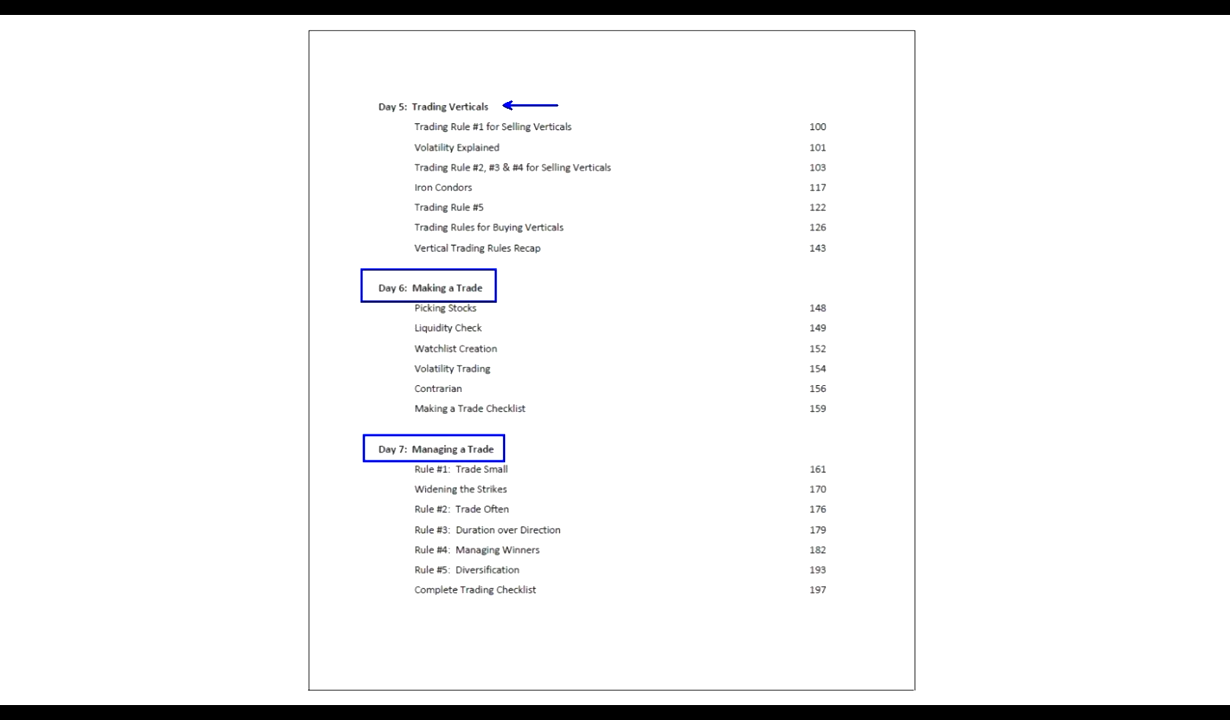 Day 5: Trading Verticals
Trading Rule #1 for Selling Verticals 100
Volatility Explained 101
Trading Rule #2, #3 & #4 for Selling Verticals 103
Iron Condors 117
Trading Rule #5 122
Trading Rules for Buying Verticals 126
Vertical Trading Rules Recap 143
Day 6: Making a Trade
Picking Stocks 148
Liquidity Check 149
Watchlist Creation 152
Volatility Trading 154
Contrarian 156
Making a Trade Checklist 159
Day 7: Managing a Trade
Rule #1: Trade Small 161
Widening the Strikes 170
Rule #2: Trade Often 176
Rule #3: Duration over Direction 179
Rule #4: Managing Winners 182
Rule #5: Diversification 193
Complete Trading Checklist 197